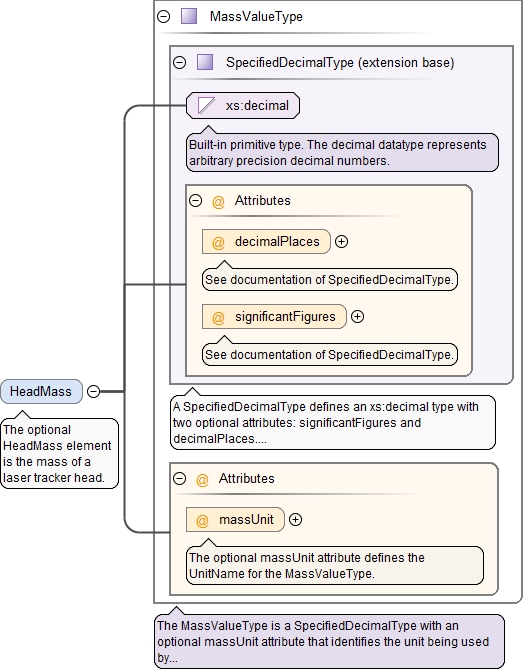 MassValueType
SpecifiedDecimalType (extension base)
xs:decimal
Built-in primitive type. The decimal datatype represents
arbitrary precision decimal numbers.
@ Attributes
@ decimalPlaces
See documentation of SpecifiedDecimalType.
@ significantFigures
See documentation of SpecifiedDecimalType.
HeadMass
The optional
HeadMass element
is the mass of a
laser tracker head.
A SpecifiedDecimalType defines an xs:decimal type with
two optional attributes: significantFigures and
decimalPlaces....
@ Attributes
@ massUnit
The optional massUnit attribute defines the
UnitName for the MassValueType.
The MassValueType is a SpecifiedDecimalType with an
optional massUnit attribute that identifies the unit being used
by...